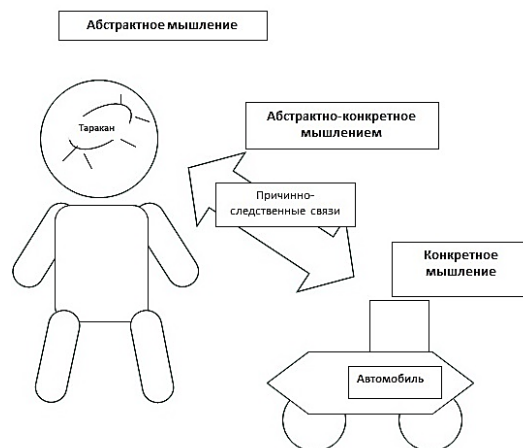 Абстрактное мышление
Таракан
Абстрактно-конкретное
мышлением
Причинно-
следственные связи
Конкретное
мышление
Автомобиль